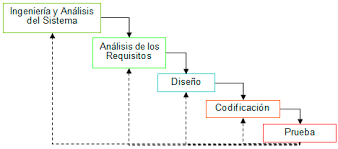 Ingeniería y Análisis
del Sistema
Análisis de los
Requisitos
Diseño
Codificación
Prueba